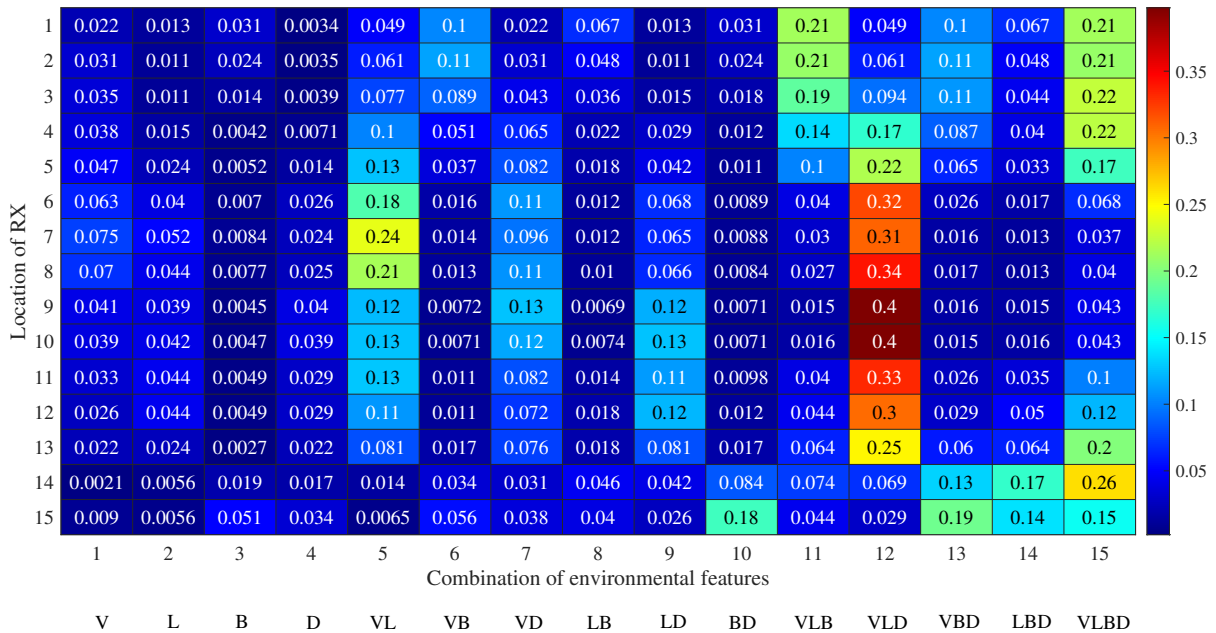 1 0.022 0.013 0.031 0.0034 0.049 0.1 0.022 0.067 0.013 0.031 0.21 0.049 0.1 0.067 0.21
2 0.031 0.011 0.024 0.0035 0.061 0.11 0.031 0.048 0.011 0.024 0.21 0.061 0.11 0.048 0.21
0.35
3 0.035 0.011 0.014 0.0039 0.077 0.089 0.043 0.036 0.015 0.018 0.19 0.094 0.11 0.044 0.22
4 0.038 0.015 0.0042 0.0071 0.1 0.051 0.065 0.022 0.029 0.012 0.14 0.17 0.087 0.04 0.22
0.3
5 0.047 0.024 0.0052 0.014 0.13 0.037 0.082 0.018 0.042 0.011 0.1 0.22 0.065 0.033 0.17
6 0.063 0.04 0.007 0.026 0.18 0.016 0.11 0.012 0.068 0.0089 0.04 0.32 0.026 0.017 0.068
0.25
7 0.075 0.052 0.0084 0.024 0.24 0.014 0.096 0.012 0.065 0.0088 0.03 0.31 0.016 0.013 0.037
Location of RX
8 0.07 0.044 0.0077 0.025 0.21 0.013 0.11 0.01 0.066 0.0084 0.027 0.34 0.017 0.013 0.04
0.2
9 0.041 0.039 0.0045 0.04 0.12 0.0072 0.13 0.0069 0.12 0.0071 0.015 0.4 0.016 0.015 0.043
10 0.039 0.042 0.0047 0.039 0.13 0.0071 0.12 0.0074 0.13 0.0071 0.016 0.4 0.015 0.016 0.043
0.15
11 0.033 0.044 0.0049 0.029 0.13 0.011 0.082 0.014 0.11 0.0098 0.04 0.33 0.026 0.035 0.1
12 0.026 0.044 0.0049 0.029 0.11 0.011 0.072 0.018 0.12 0.012 0.044 0.3 0.029 0.05 0.12
0.1
13 0.022 0.024 0.0027 0.022 0.081 0.017 0.076 0.018 0.081 0.017 0.064 0.25 0.06 0.064 0.2
0.05
14 0.0021 0.0056 0.019 0.017 0.014 0.034 0.031 0.046 0.042 0.084 0.074 0.069 0.13 0.17 0.26
15 0.009 0.0056 0.051 0.034 0.0065 0.056 0.038 0.04 0.026 0.18 0.044 0.029 0.19 0.14 0.15
1 2 3 4 5 6 7 8 9 10 11 12 13 14 15
Combination of environmental features
V L B D VL VB VD LB LD BD VLB VLD VBD LBD VLBD